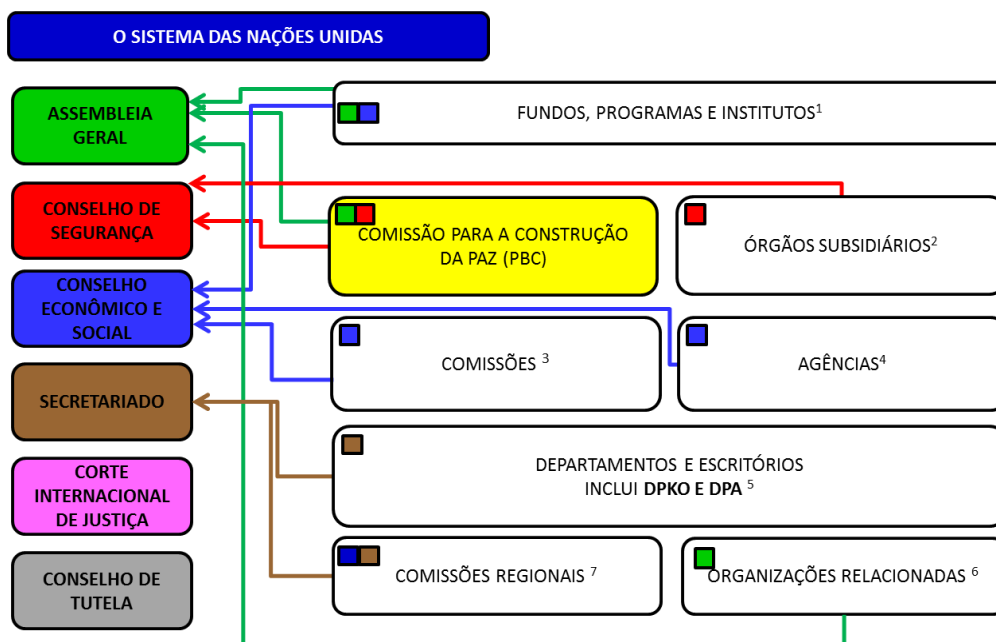 O SISTEMA DAS NAÇÕES UNIDAS
ASSEMBLEIA
GERAL
CONSELHO DE
SEGURANÇA
CONSELHO
ECONÔMICO E
SOCIAL
SECRETARIADO
CORTE
INTERNACIONAL
DE JUSTIÇA
CONSELHO DE
TUTELA
FUNDOS, PROGRAMAS E INSTITUTOS¹
COMISSÃO PARA A CONSTRUÇÃO
DA PAZ (PBC)
ÓRGÃOS SUBSIDIÁRIOS²
COMISSÕES ³
AGÊNCIAS⁴
DEPARTAMENTOS E ESCRITÓRIOS
INCLUI DPKO E DPA ⁵
COMISSÕES REGIONAIS ⁷
ORGANIZAÇÕES RELACIONADAS ⁶